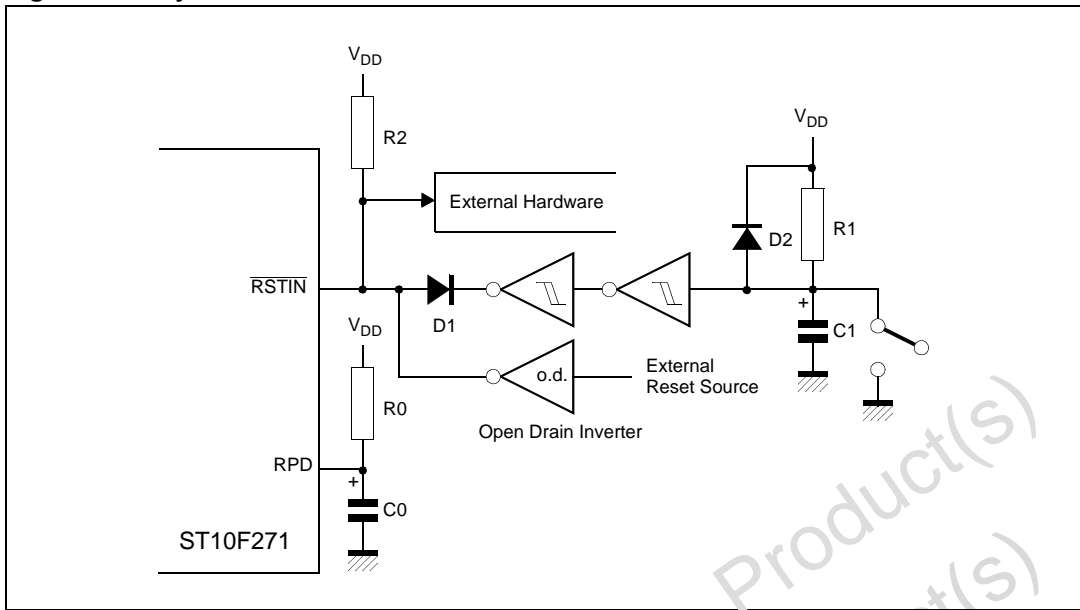 V_DD
R2
External Hardware
V_DD
D2
R1
RSTIN
D1
V_DD
+
C1
R0
o.d.
External
Reset Source
Open Drain Inverter
RPD
+
C0
ST10F271
Product(s)